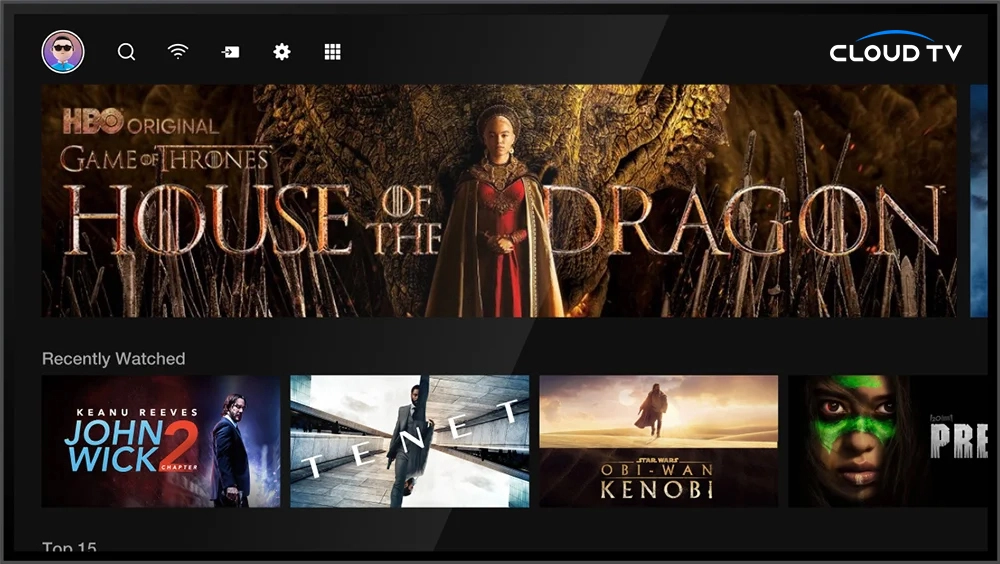 CLOUD TV
HBO ORIGINAL
GAME OF THRONES
HOUSE OF THE DRAGON
Recently Watched
KEANU REEVES
JOHN
WICK 2
CHAPTER
TENET
STAR WARS
OBI-WAN
KENOBI
PRE
Top 15